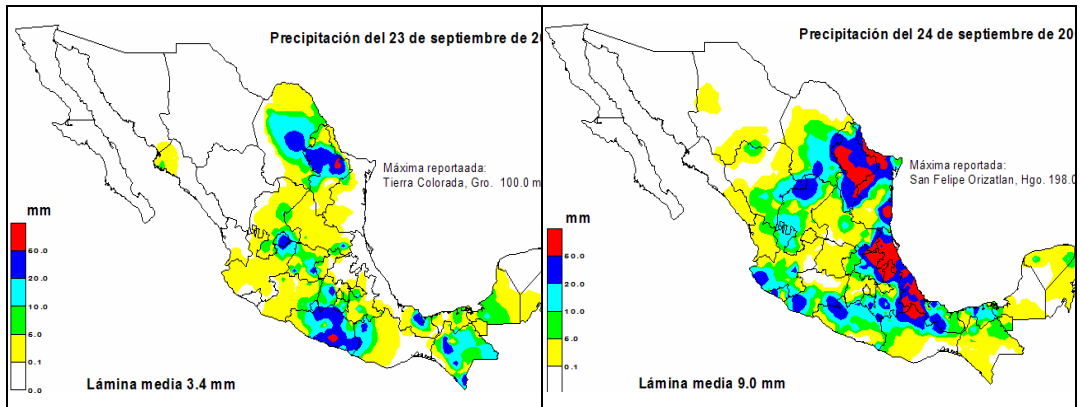 Precipitación del 23 de septiembre de 20
Máxima reportaada:
Tierra Colorada, Gro. 100.0 m
mm
60.0
20.0
10.0
6.0
0.1
0.0
Lámina media 3.4 mm
Precipitación del 24 de septiembre de 20
Máxima reportaada:
San Felipe Orizatlan, Hgo. 198.0
mm
60.0
20.0
10.0
6.0
0.1
Lámina media 9.0 mm